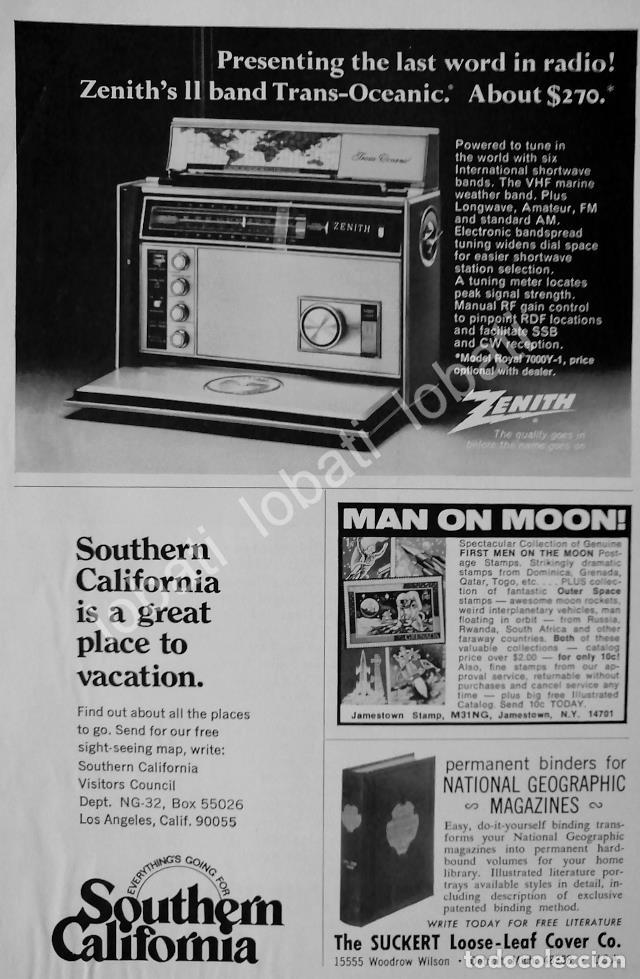 Presenting the last word in radio!
Zenith's 11 band Trans-Oceanic.* About $270.*
Trans-Oceanic
ZENITH
Powered to tune in
the world with six
International shortwave
bands. The VHF marine
weather band. Plus
Longwave, Amateur, FM
and standard AM.
Electronic bandspread
tuning widens dial space
for easier shortwave
station selection.
A tuning meter locates
peak signal strength.
Manual RF gain control
to pinpoint RDF locations
and facilitate SSB
and CW reception.
*Model Royal 7000Y-1, price
optional with dealer.
ZENITH
The quality goes in
before the name goes on
lobati lobati lobati
Southern
California
is a great
place to
vacation.
Find out about all the places
to go. Send for our free
sight-seeing map, write:
Southern California
Visitors Council
Dept. NG-32, Box 55026
Los Angeles, Calif. 90055
EVERYTHING'S GOING FOR
Southern
California
MAN ON MOON!
Spectacular Collection of Genuine
FIRST MEN ON THE MOON Post-
age Stamps. Strikingly dramatic
stamps from Dominica, Grenada,
Qatar, Togo, etc. . . . PLUS collec-
tion of fantastic Outer Space
stamps — awesome moon rockets,
weird interplanetary vehicles, man
floating in orbit — from Russia,
Rwanda, South Africa and other
faraway countries. Both of these
valuable collections — catalog
price over $2.00 — for only 10c!
Also, fine stamps from our ap-
proval service, returnable without
purchases and cancel service any
time — plus big free Illustrated
Catalog. Send 10c TODAY.
Jamestown Stamp, M31NG, Jamestown, N.Y. 14701
permanent binders for
NATIONAL GEOGRAPHIC
MAGAZINES
Easy, do-it-yourself binding trans-
forms your National Geographic
magazines into permanent hard-
bound volumes for your home
library. Illustrated literature por-
trays available styles in detail, in-
cluding description of exclusive
patented binding method.
WRITE TODAY FOR FREE LITERATURE
The SUCKERT Loose-Leaf Cover Co.
15555 Woodrow Wilson
todocoleccion